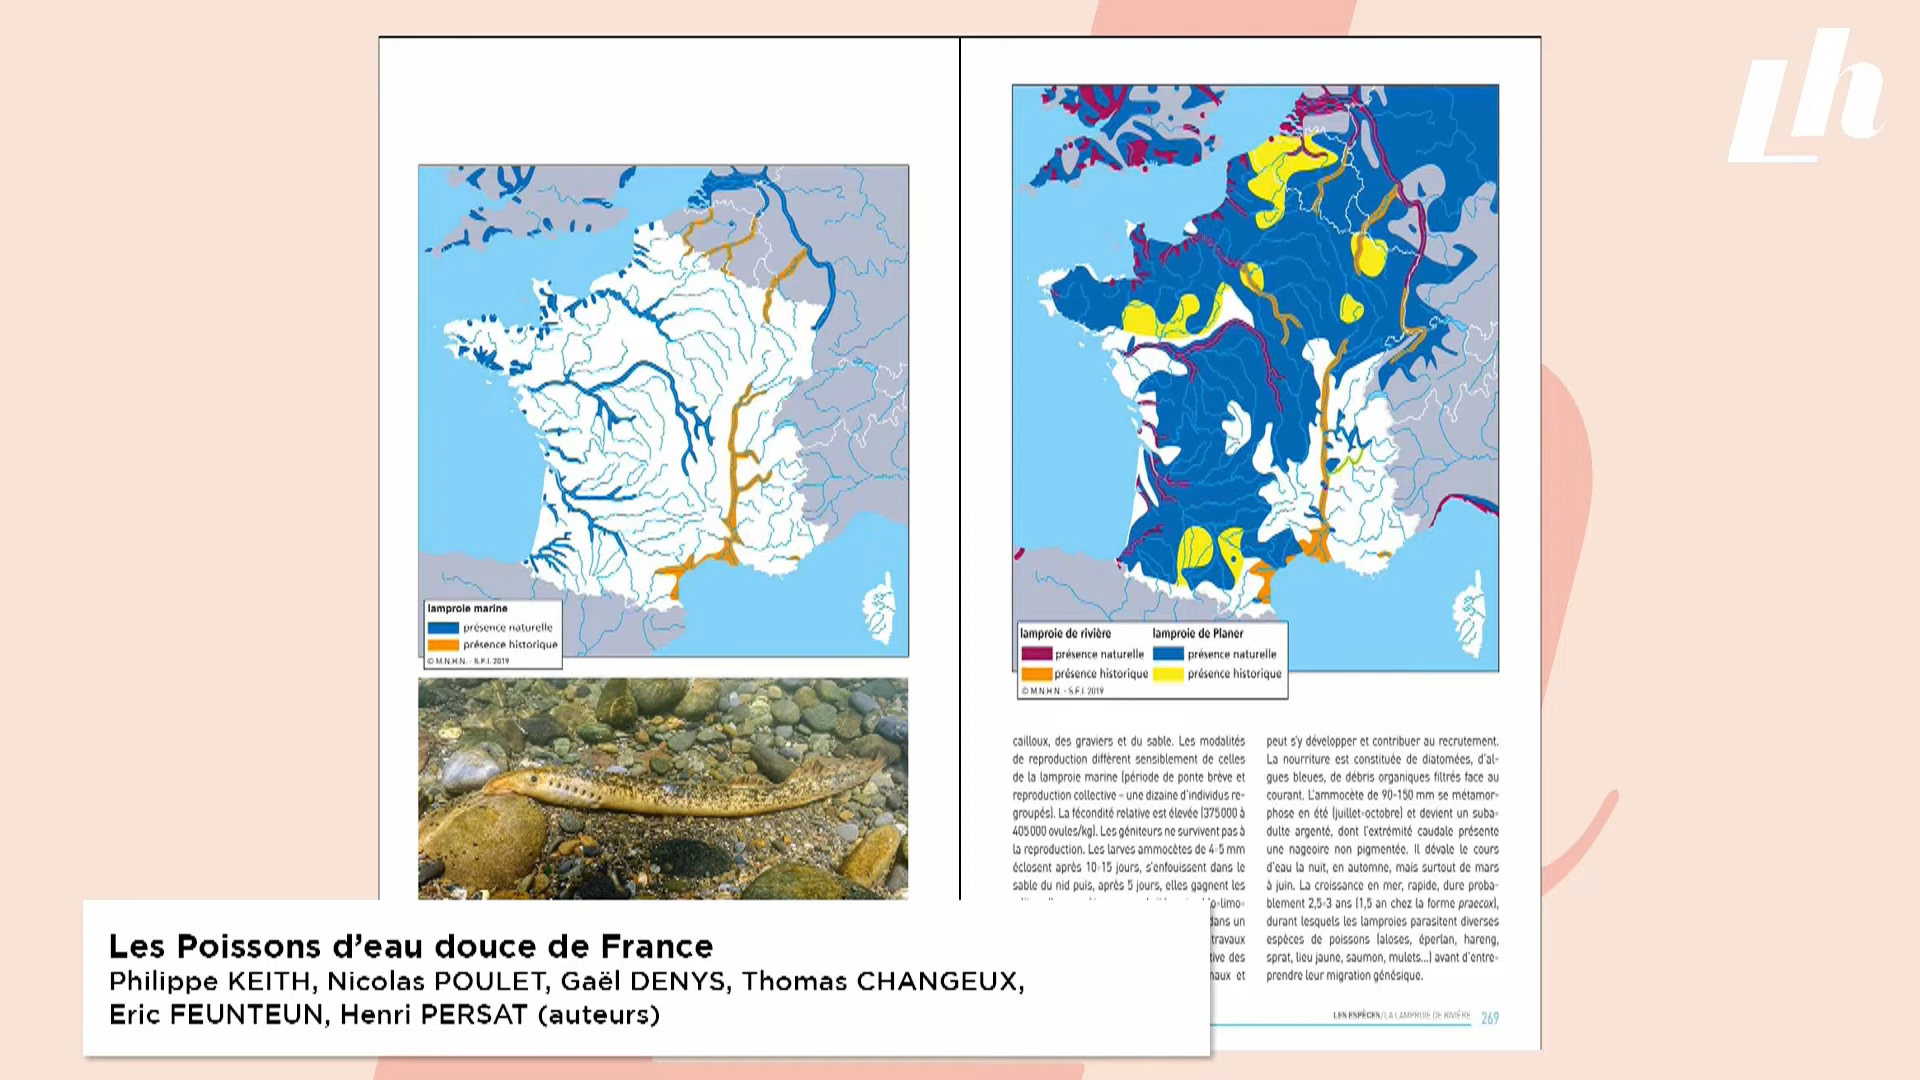 Lh
lamproie marine
présence naturelle
présence historique
© M.N.H.N. - S.F.I. 2019
lamproie de rivière
présence naturelle
présence historique
lamproie de Planer
présence naturelle
présence historique
© M.N.H.N. - S.F.I. 2019
cailloux, des graviers et du sable. Les modalités
de reproduction diffèrent sensiblement de celles
de la lamproie marine (période de ponte brève et
reproduction collective – une dizaine d'individus re-
groupés). La fécondité relative est élevée (375 000 à
405 000 ovules/kg). Les géniteurs ne survivent pas à
la reproduction. Les larves ammocètes de 4-5 mm
éclosent après 10-15 jours, s'enfouissent dans le
sable du nid puis, après 5 jours, elles gagnent les
o-limo-
dans un
travaux
tive des
naux et
peut s'y développer et contribuer au recrutement.
La nourriture est constituée de diatomées, d'al-
gues bleues, de débris organiques filtrés face au
courant. L'ammocète de 90-150 mm se métamor-
phose en été (juillet-octobre) et devient un suba-
dulte argenté, dont l'extrémité caudale présente
une nageoire non pigmentée. Il dévale le cours
d'eau la nuit, en automne, mais surtout de mars
à juin. La croissance en mer, rapide, dure proba-
blement 2,5-3 ans (1,5 an chez la forme praecox),
durant lesquels les lamproies parasitent diverses
espèces de poissons (aloses, éperlan, hareng,
sprat, lieu jaune, saumon, mulets...) avant d'entre-
prendre leur migration génésique.
LES ESPÈCES/LA LAMPROIE DE RIVIÈRE 269
Les Poissons d'eau douce de France
Philippe KEITH, Nicolas POULET, Gaël DENYS, Thomas CHANGEUX,
Eric FEUNTEUN, Henri PERSAT (auteurs)